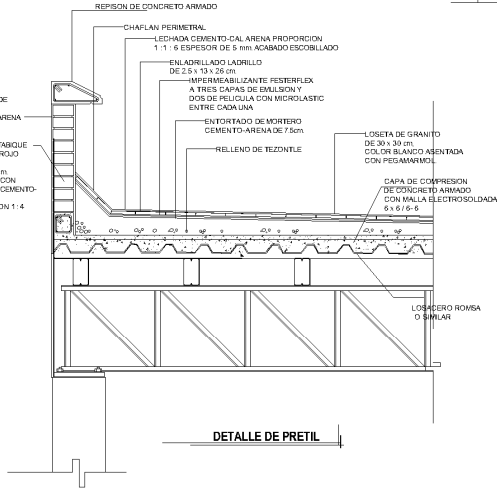 REPISON DE CONCRETO ARMADO
CHAFLAN PERIMETRAL
LECHADA CEMENTO-CAL ARENA PROPORCION
1 :1 : 6 ESPESOR DE 5 mm. ACABADO ESCOBILLADO
ENLADRILLADO LADRILLO
DE 2.5 x 13 x 26 cm.
IMPERMEABILIZANTE FESTERFLEX
A TRES CAPAS DE EMULSION Y
DOS DE PELICULA CON MICROLASTIC
ENTRE CADA UNA
ENTORTADO DE MORTERO
CEMENTO-ARENA DE 7.5cm.
RELLENO DE TEZONTLE
LOSETA DE GRANITO
DE 30 x 30 cm.
COLOR BLANCO ASENTADA
CON PEGAMARMOL
CAPA DE COMPRESION
DE CONCRETO ARMADO
CON MALLA ELECTROSOLDADA
6 x 6 / 6- 6
LOSACERO ROMSA
O SIMILAR
DE
ARENA
TABIQUE
ROJO
m.
CON
CEMENTO-
ON 1 : 4
DETALLE DE PRETIL